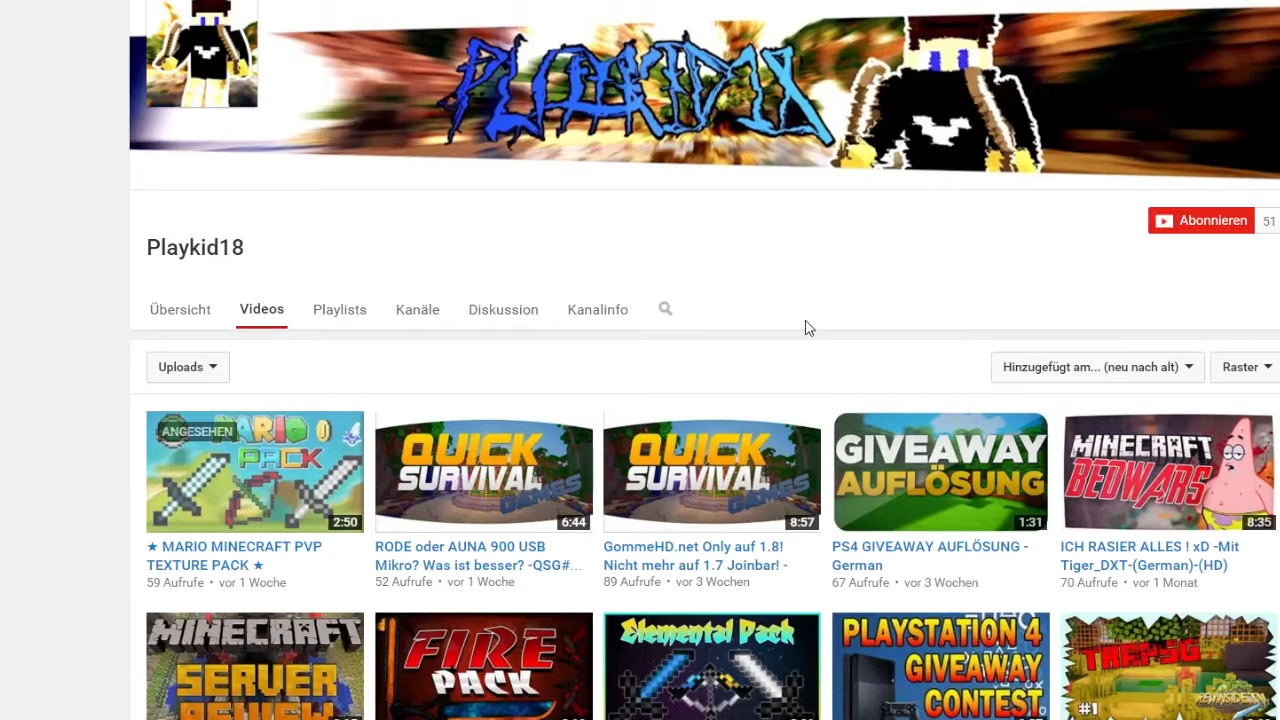 PLAYKID18
Abonnieren
51
Playkid18
Übersicht
Videos
Playlists
Kanäle
Diskussion
Kanalinfo
Uploads
Hinzugefügt am... (neu nach alt)
Raster
ANGESEHEN
MARIO
PACK
2:50
QUICK
SURVIVAL
GAMES
6:44
QUICK
SURVIVAL
GAMES
8:57
GIVEAWAY
AUFLÖSUNG
1:31
MINECRAFT
BEDWARS
8:35
★ MARIO MINECRAFT PVP
TEXTURE PACK ★
59 Aufrufe • vor 1 Woche
RODE oder AUNA 900 USB
Mikro? Was ist besser? -QSG#...
52 Aufrufe • vor 1 Woche
GommeHD.net Only auf 1.8!
Nicht mehr auf 1.7 Joinbar! -
89 Aufrufe • vor 3 Wochen
PS4 GIVEAWAY AUFLÖSUNG -
German
67 Aufrufe • vor 3 Wochen
ICH RASIER ALLES ! xD -Mit
Tiger_DXT-(German)-(HD)
70 Aufrufe • vor 1 Monat
MINECRAFT
SERVER
REVIEW
FIRE
PACK
Elemental Pack
PLAYSTATION 4
GIVEAWAY
CONTEST
#1